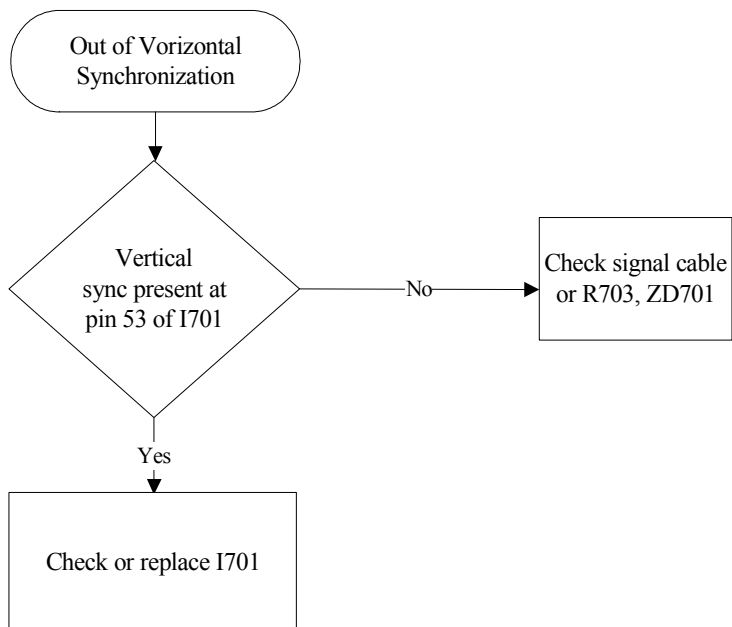 Out of Vorizontal
Synchronization
Vertical
sync present at
pin 53 of I701
No
Check signal cable
or R703, ZD701
Yes
Check or replace I701